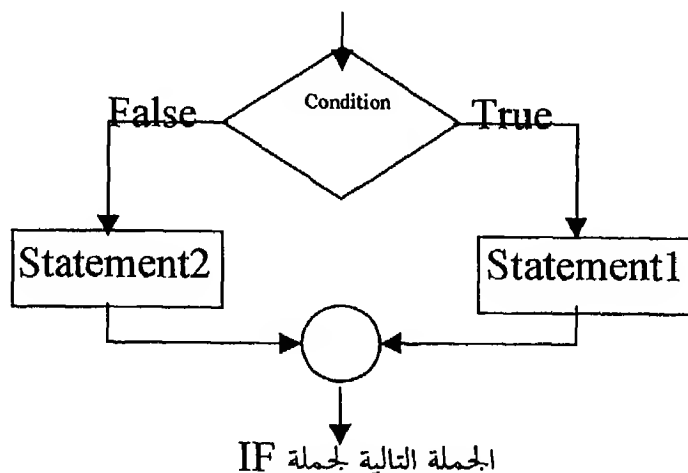 Condition
False
True
Statement2
Statement1
الجملة التالية لجملة IF